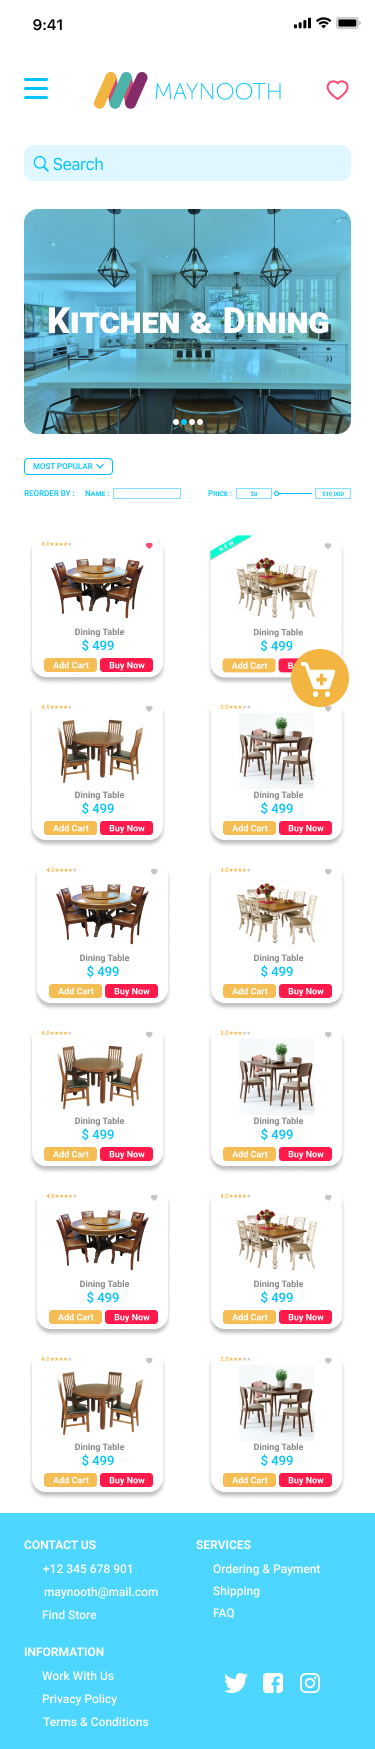 9:41
MAYNOOTH
Search
KITCHEN & DINING
MOST POPULAR
REORDER BY : NAME : PRICE : $0 $10,000
4.0
NEW
Dining Table
$ 499
Add Cart Buy Now
Dining Table
$ 499
Add Cart
4.0
Dining Table
$ 499
Add Cart Buy Now
3.0
Dining Table
$ 499
Add Cart Buy Now
4.0
Dining Table
$ 499
Add Cart Buy Now
4.0
Dining Table
$ 499
Add Cart Buy Now
4.0
Dining Table
$ 499
Add Cart Buy Now
3.0
Dining Table
$ 499
Add Cart Buy Now
4.0
Dining Table
$ 499
Add Cart Buy Now
4.0
Dining Table
$ 499
Add Cart Buy Now
4.0
Dining Table
$ 499
Add Cart Buy Now
3.0
Dining Table
$ 499
Add Cart Buy Now
CONTACT US
+12 345 678 901
maynooth@mail.com
Find Store
SERVICES
Ordering & Payment
Shipping
FAQ
INFORMATION
Work With Us
Privacy Policy
Terms & Conditions